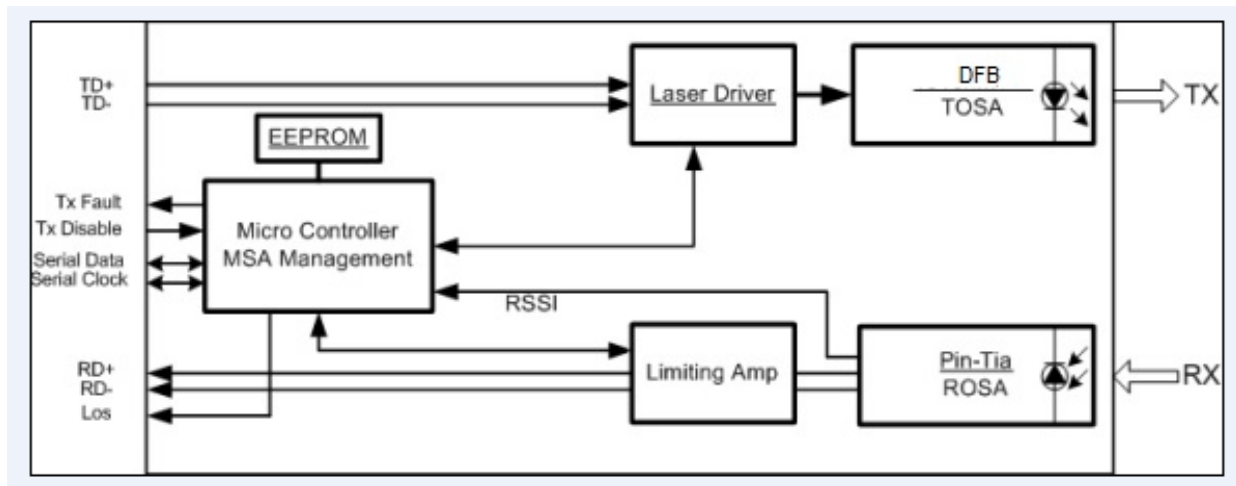 TD+
TD-
Laser Driver
DFB
TOSA
TX
EEPROM
Tx Fault
Tx Disable
Serial Data
Serial Clock
Micro Controller
MSA Management
RSSI
RD+
RD-
Los
Limiting Amp
Pin-Tia
ROSA
RX